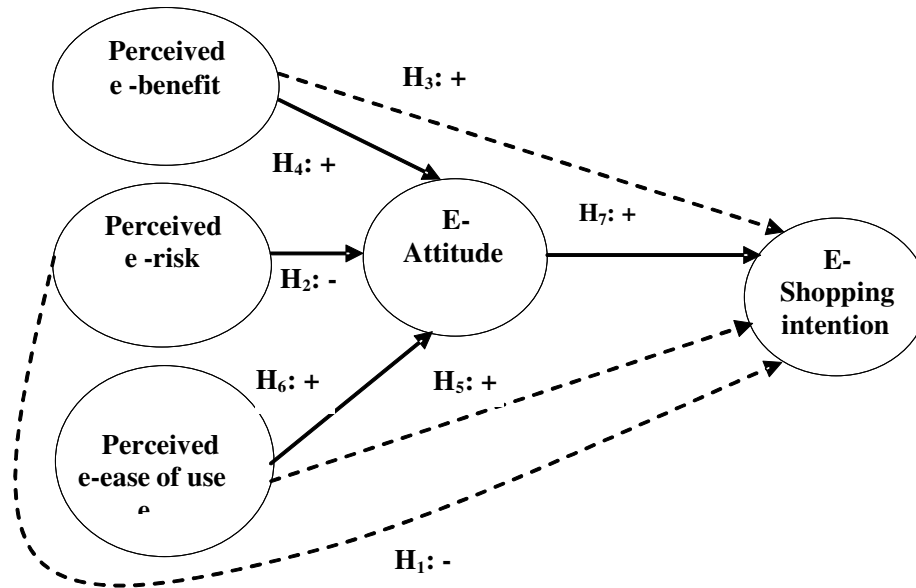 Perceived
e -benefit
H₃: +
H₄: +
Perceived
e -risk
H₂: -
E-
Attitude
H₇: +
E-
Shopping
intention
H₆: +
H₅: +
Perceived
e-ease of use
e
H₁: -